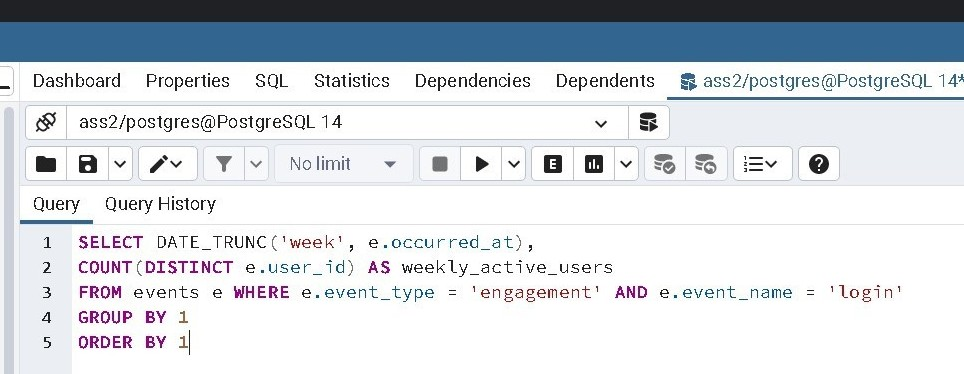 Dashboard Properties SQL Statistics Dependencies Dependents ass2/postgres@PostgreSQL 14*
ass2/postgres@PostgreSQL 14
No limit E
Query Query History
1 SELECT DATE_TRUNC('week', e.occurred_at),
2 COUNT(DISTINCT e.user_id) AS weekly_active_users
3 FROM events e WHERE e.event_type = 'engagement' AND e.event_name = 'login'
4 GROUP BY 1
5 ORDER BY 1